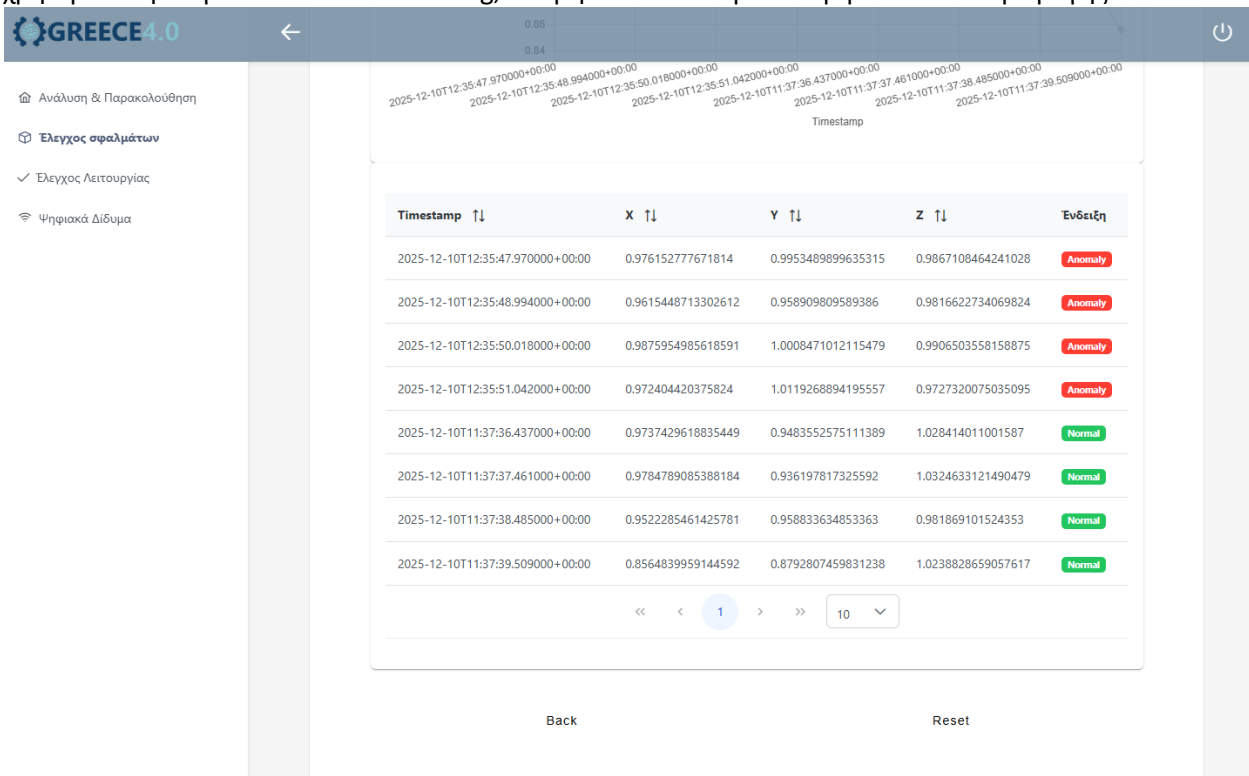 GREECE4.0
0.86
0.84
2025-12-10T12:35:47.970000+00:00
2025-12-10T12:35:48.994000+00:00
2025-12-10T12:35:50.018000+00:00
2025-12-10T12:35:51.042000+00:00
2025-12-10T11:37:36.437000+00:00
2025-12-10T11:37:37.461000+00:00
2025-12-10T11:37:38.485000+00:00
2025-12-10T11:37:39.509000+00:00
Timestamp
Ανάλυση & Παρακολούθηση
Έλεγχος σφαλμάτων
Έλεγχος Λειτουργίας
Ψηφιακά Δίδυμα
Timestamp X Y Z Ένδειξη
2025-12-10T12:35:47.970000+00:00 0.976152777671814 0.9953489899635315 0.9867108464241028 Anomaly
2025-12-10T12:35:48.994000+00:00 0.9615448713302612 0.958909809589386 0.9816622734069824 Anomaly
2025-12-10T12:35:50.018000+00:00 0.9875954985618591 1.0008471012115479 0.9906503558158875 Anomaly
2025-12-10T12:35:51.042000+00:00 0.972404420375824 1.0119268894195557 0.9727320075035095 Anomaly
2025-12-10T11:37:36.437000+00:00 0.9737429618835449 0.9483552575111389 1.028414011001587 Normal
2025-12-10T11:37:37.461000+00:00 0.9784789085388184 0.936197817325592 1.0324633121490479 Normal
2025-12-10T11:37:38.485000+00:00 0.9522285461425781 0.958833634853363 0.981869101524353 Normal
2025-12-10T11:37:39.509000+00:00 0.8564839959144592 0.8792807459831238 1.0238828659057617 Normal
<< < 1 > >> 10
Back Reset